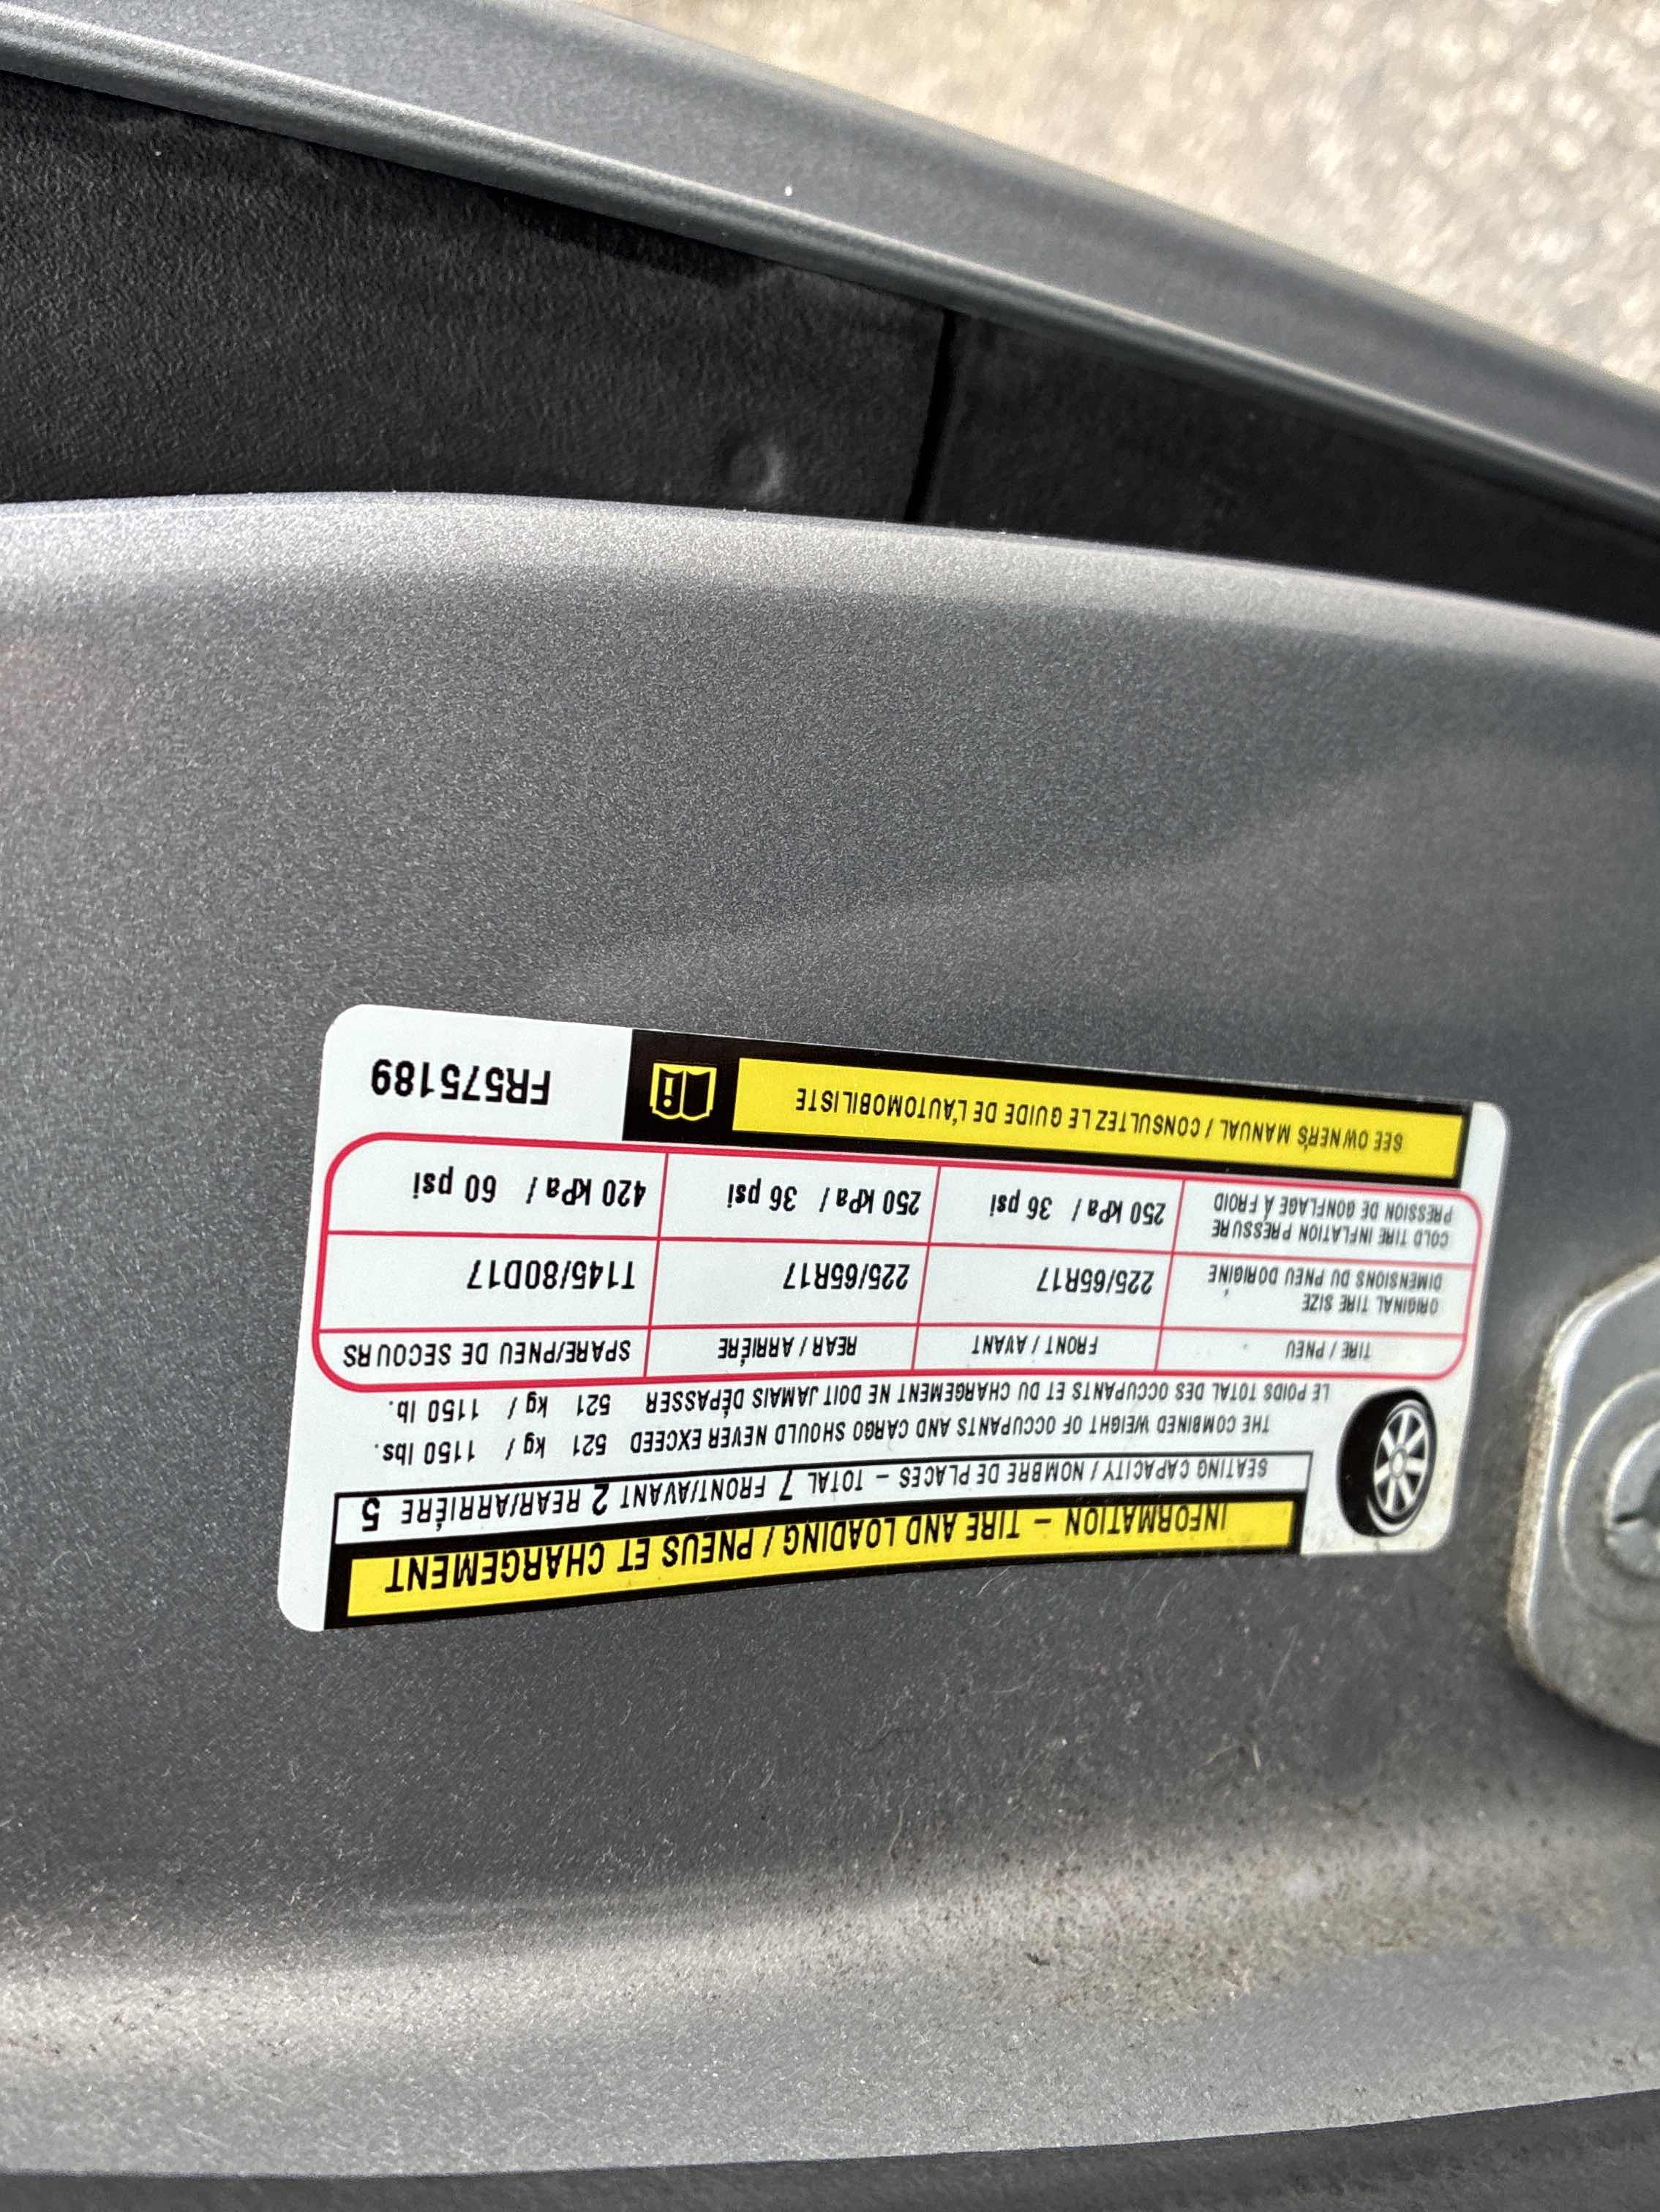 INFORMATION – TIRE AND LOADING / PNEUS ET CHARGEMENT
SEATING CAPACITY / NOMBRE DE PLACES – TOTAL 7 FRONT/AVANT 2 REAR/ARRIÈRE 5
THE COMBINED WEIGHT OF OCCUPANTS AND CARGO SHOULD NEVER EXCEED 521 kg / 1150 lbs.
LE POIDS TOTAL DES OCCUPANTS ET DU CHARGEMENT NE DOIT JAMAIS DÉPASSER 521 kg / 1150 lb.
TIRE / PNEU FRONT / AVANT REAR / ARRIÈRE SPARE/PNEU DE SECOURS
ORIGINAL TIRE SIZE
DIMENSIONS DU PNEU D'ORIGINE 225/65R17 225/65R17 T145/80D17
COLD TIRE INFLATION PRESSURE
PRESSION DE GONFLAGE À FROID 250 kPa / 36 psi 250 kPa / 36 psi 420 kPa / 60 psi
SEE OWNER'S MANUAL / CONSULTEZ LE GUIDE DE L'AUTOMOBILISTE
FR575189